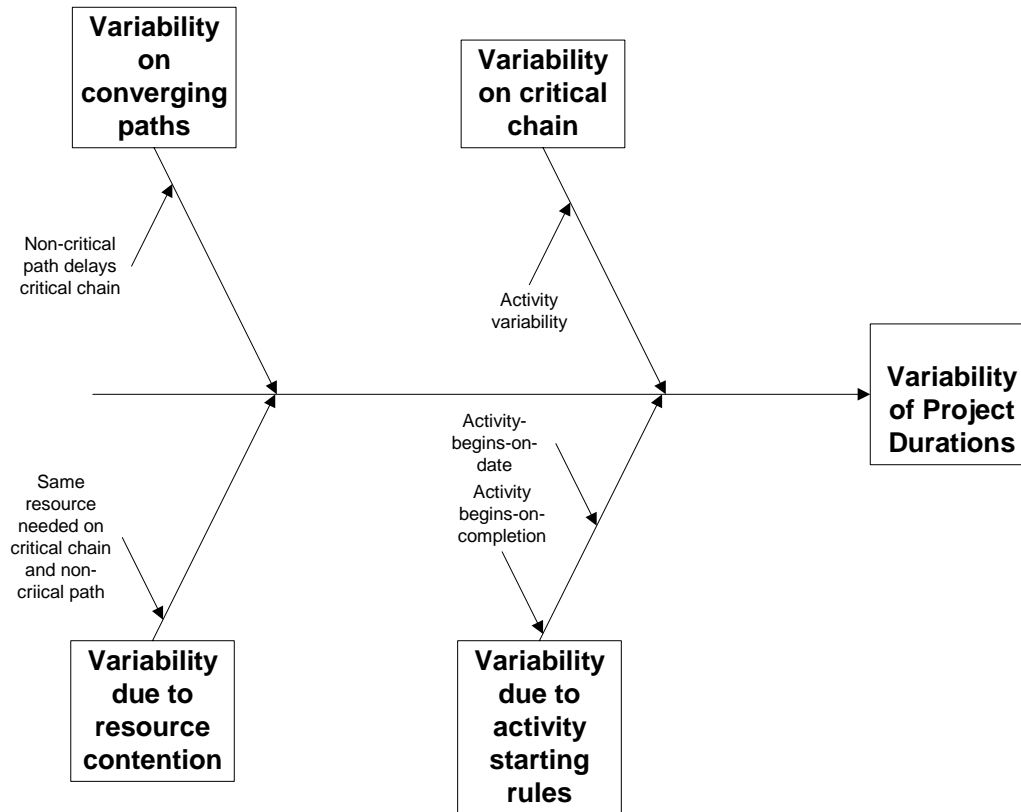 Variability
on
converging
paths
Variability
on critical
chain
Non-critical
path delays
critical chain
Activity
variability
Variability
of Project
Durations
Activity-
begins-on-
date
Activity
begins-on-
completion
Same
resource
needed on
critical chain
and non-
criical path
Variability
due to
resource
contention
Variability
due to
activity
starting
rules